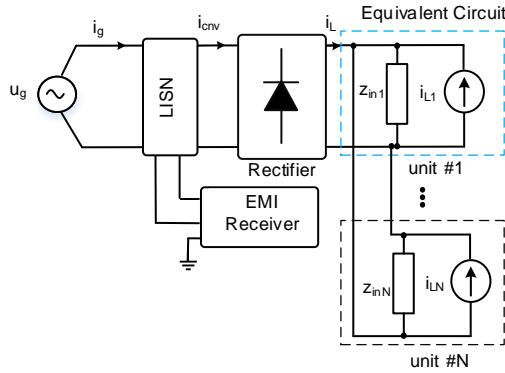 Equivalent Circuit
i_g
i_cnv
i_L
u_g
LISN
Rectifier
z_in1
i_L1
unit #1
EMI
Receiver
z_inN
i_LN
unit #N